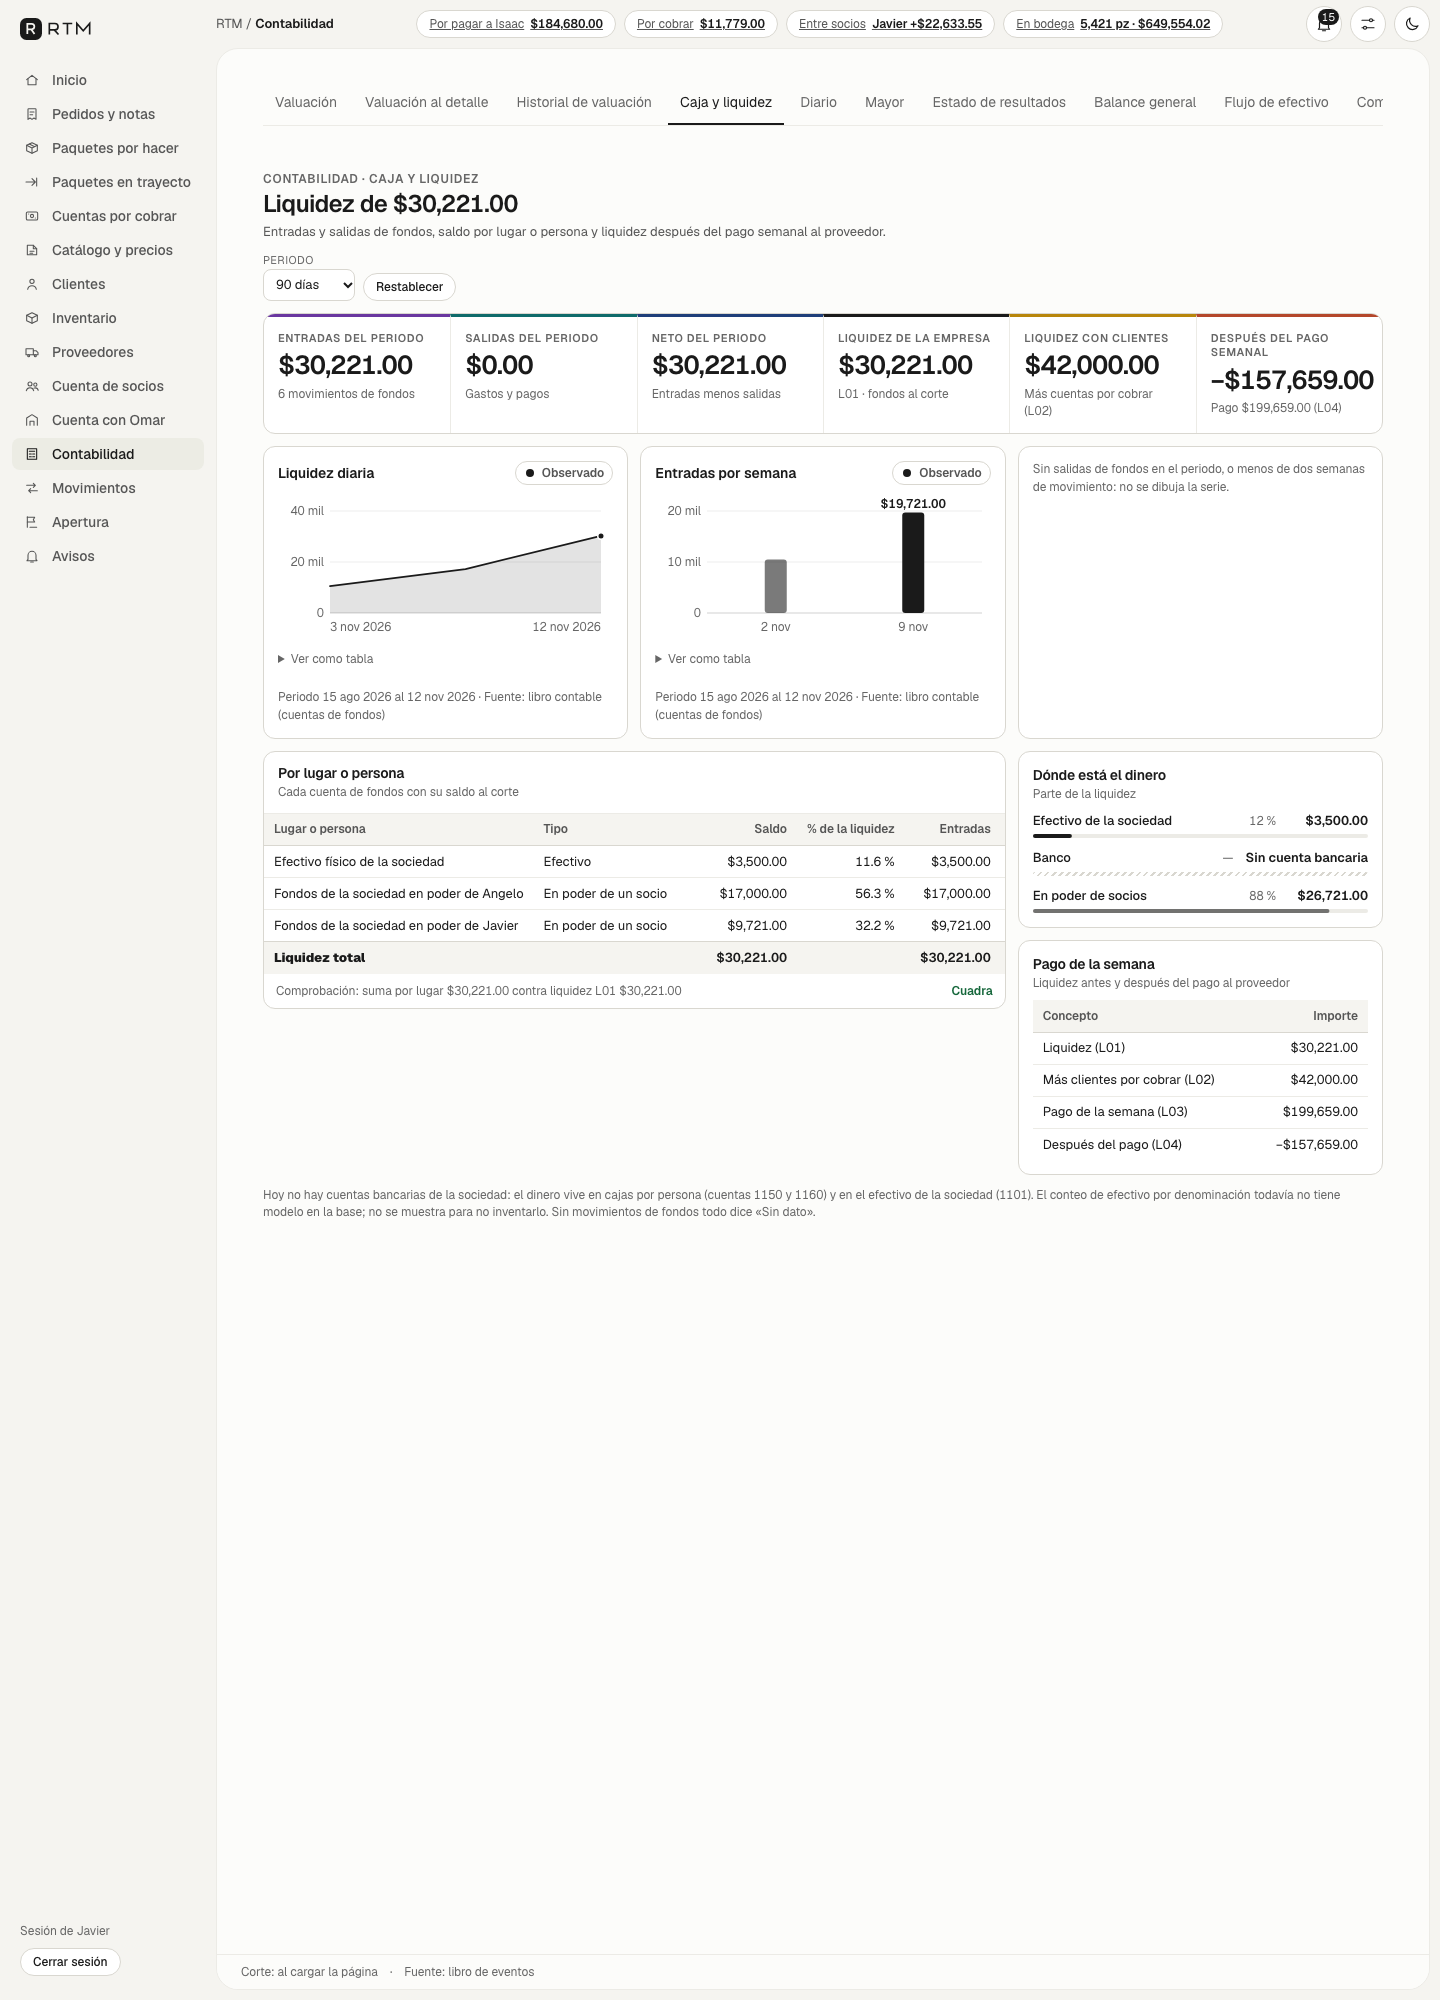 R RTM
RTM / Contabilidad
Por pagar a Isaac $184,680.00
Por cobrar $11,779.00
Entre socios Javier +$22,633.55
En bodega 5,421 pz · $649,554.02
15
Inicio
Pedidos y notas
Paquetes por hacer
Paquetes en trayecto
Cuentas por cobrar
Catálogo y precios
Clientes
Inventario
Proveedores
Cuenta de socios
Cuenta con Omar
Contabilidad
Movimientos
Apertura
Avisos
Valuación Valuación al detalle Historial de valuación Caja y liquidez Diario Mayor Estado de resultados Balance general Flujo de efectivo Com
CONTABILIDAD · CAJA Y LIQUIDEZ
Liquidez de $30,221.00
Entradas y salidas de fondos, saldo por lugar o persona y liquidez después del pago semanal al proveedor.
PERIODO
90 días Restablecer
ENTRADAS DEL PERIODO
$30,221.00
6 movimientos de fondos
SALIDAS DEL PERIODO
$0.00
Gastos y pagos
NETO DEL PERIODO
$30,221.00
Entradas menos salidas
LIQUIDEZ DE LA EMPRESA
$30,221.00
L01 · fondos al corte
LIQUIDEZ CON CLIENTES
$42,000.00
Más cuentas por cobrar
(L02)
DESPUÉS DEL PAGO
SEMANAL
−$157,659.00
Pago $199,659.00 (L04)
Liquidez diaria Observado
40 mil
20 mil
0
3 nov 2026 12 nov 2026
Ver como tabla
Periodo 15 ago 2026 al 12 nov 2026 · Fuente: libro contable
(cuentas de fondos)
Entradas por semana Observado
$19,721.00
20 mil
10 mil
0
2 nov 9 nov
Ver como tabla
Periodo 15 ago 2026 al 12 nov 2026 · Fuente: libro contable
(cuentas de fondos)
Sin salidas de fondos en el periodo, o menos de dos semanas
de movimiento: no se dibuja la serie.
Por lugar o persona
Cada cuenta de fondos con su saldo al corte
Lugar o persona Tipo Saldo % de la liquidez Entradas
Efectivo físico de la sociedad Efectivo $3,500.00 11.6 % $3,500.00
Fondos de la sociedad en poder de Angelo En poder de un socio $17,000.00 56.3 % $17,000.00
Fondos de la sociedad en poder de Javier En poder de un socio $9,721.00 32.2 % $9,721.00
Liquidez total $30,221.00 $30,221.00
Comprobación: suma por lugar $30,221.00 contra liquidez L01 $30,221.00 Cuadra
Dónde está el dinero
Parte de la liquidez
Efectivo de la sociedad 12 % $3,500.00
Banco — Sin cuenta bancaria
En poder de socios 88 % $26,721.00
Pago de la semana
Liquidez antes y después del pago al proveedor
Concepto Importe
Liquidez (L01) $30,221.00
Más clientes por cobrar (L02) $42,000.00
Pago de la semana (L03) $199,659.00
Después del pago (L04) −$157,659.00
Hoy no hay cuentas bancarias de la sociedad: el dinero vive en cajas por persona (cuentas 1150 y 1160) y en el efectivo de la sociedad (1101). El conteo de efectivo por denominación todavía no tiene
modelo en la base; no se muestra para no inventarlo. Sin movimientos de fondos todo dice «Sin dato».
Sesión de Javier
Cerrar sesión
Corte: al cargar la página · Fuente: libro de eventos